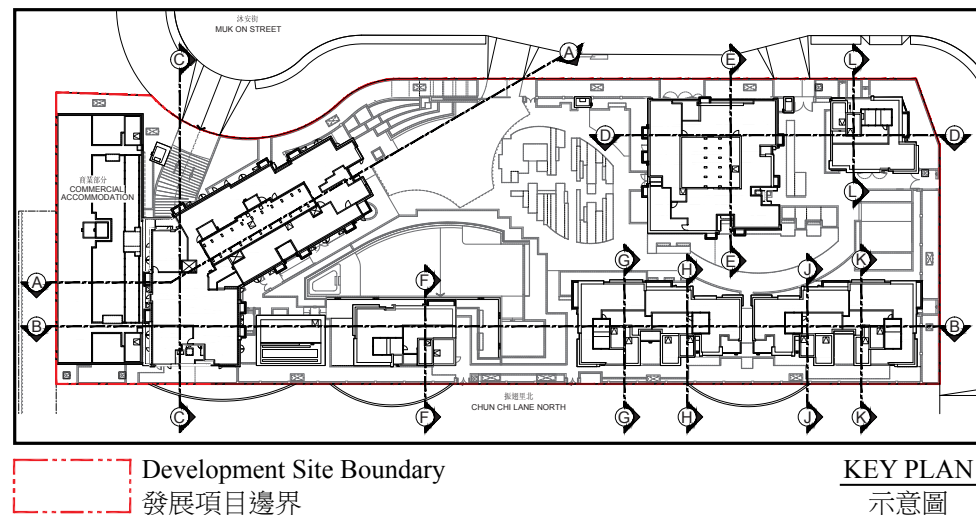 沐安街
MUK ON STREET
C
A
E
L
D
D
商業部分
COMMERCIAL
ACCOMMODATION
L
A
F
G
H
E
J
K
B
B
振迴里北
CHUN CHI LANE NORTH
C
F
G
H
J
K
Development Site Boundary
發展項目邊界
KEY PLAN
示意圖